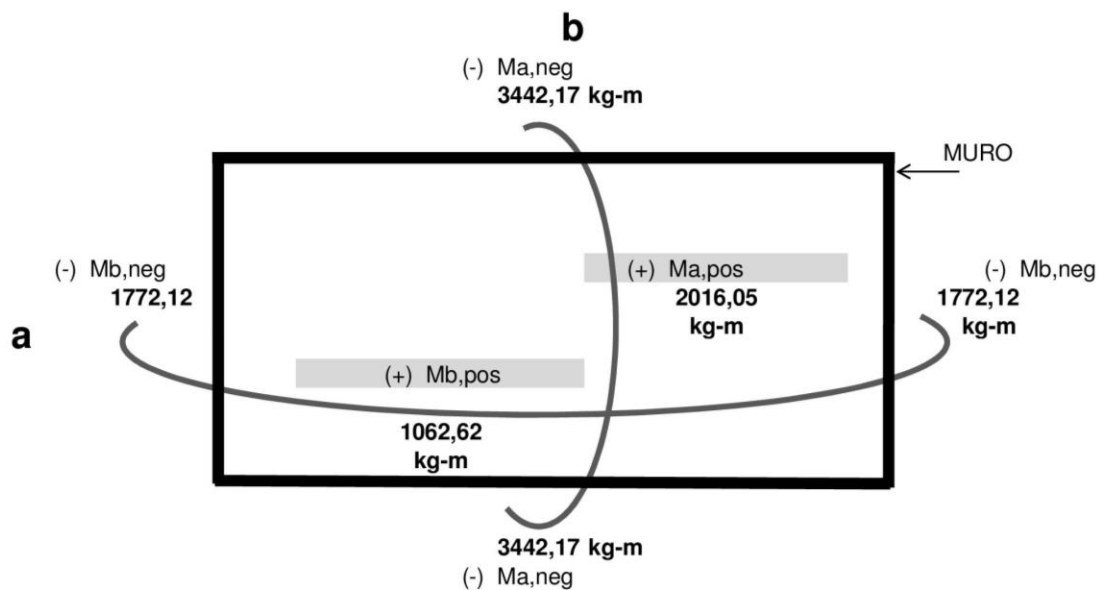 b
(-) Ma,neg
3442,17 kg-m
MURO
(-) Mb,neg
1772,12
(+) Ma,pos
2016,05
kg-m
(-) Mb,neg
1772,12
kg-m
a
(+) Mb,pos
1062,62
kg-m
3442,17 kg-m
(-) Ma,neg